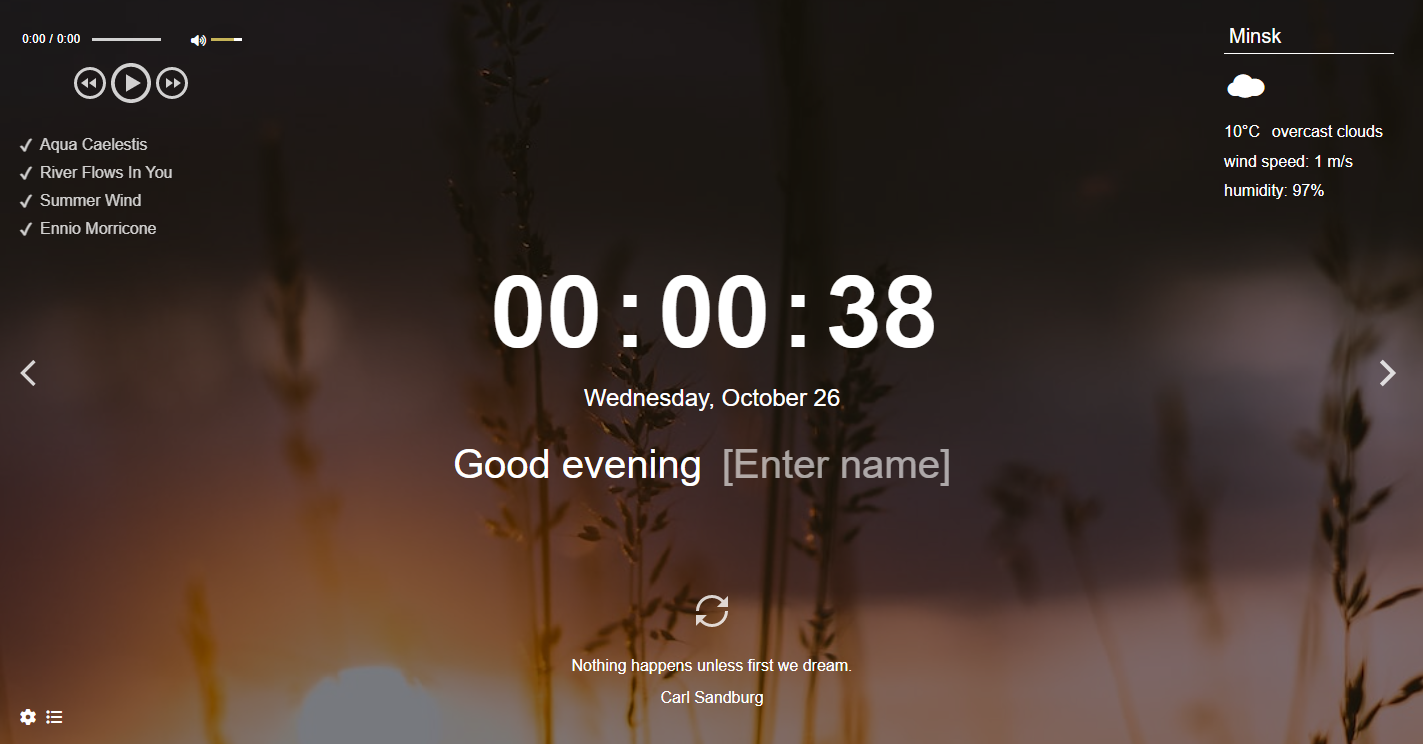 0:00 / 0:00
Aqua Caelestis
River Flows In You
Summer Wind
Ennio Morricone
Minsk
10°C overcast clouds
wind speed: 1 m/s
humidity: 97%
00:00:38
Wednesday, October 26
Good evening [Enter name]
Nothing happens unless first we dream.
Carl Sandburg